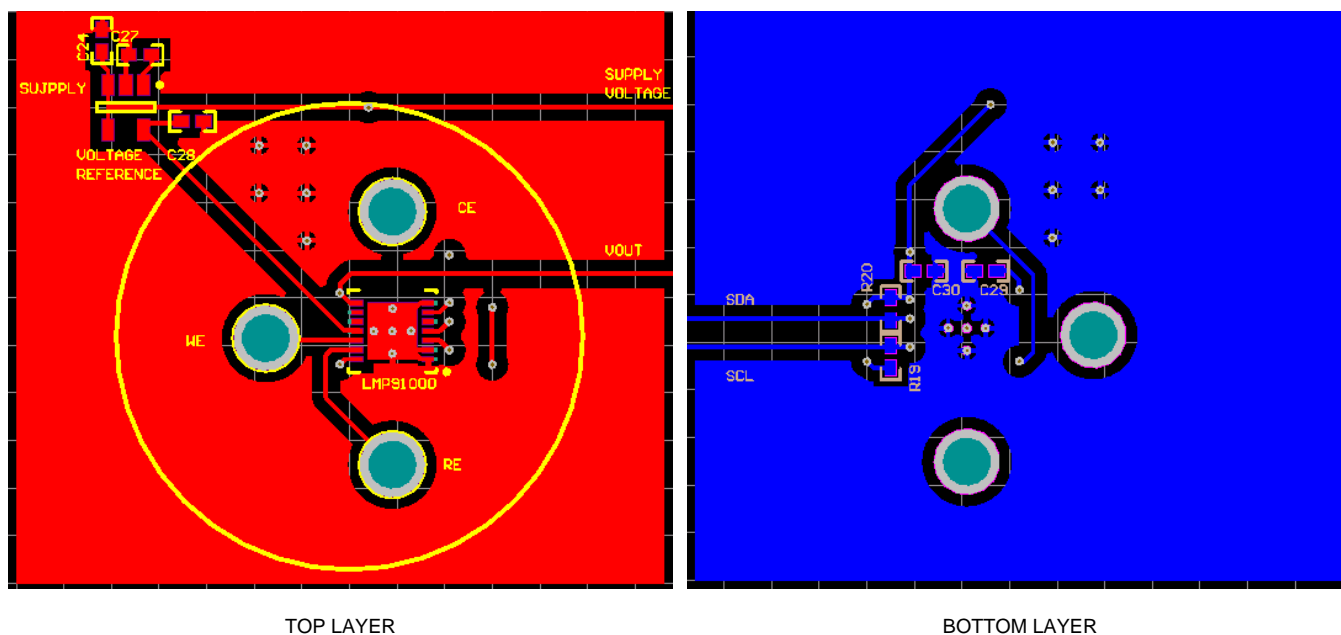 C24
C27
SUJPPLY
SUPPLY
VOLTAGE
C28
VOLTAGE
REFERENCE
CE
VOUT
WE
LMP91000
RE
R20
C30
C29
SDA
SCL
R19
TOP LAYER
BOTTOM LAYER